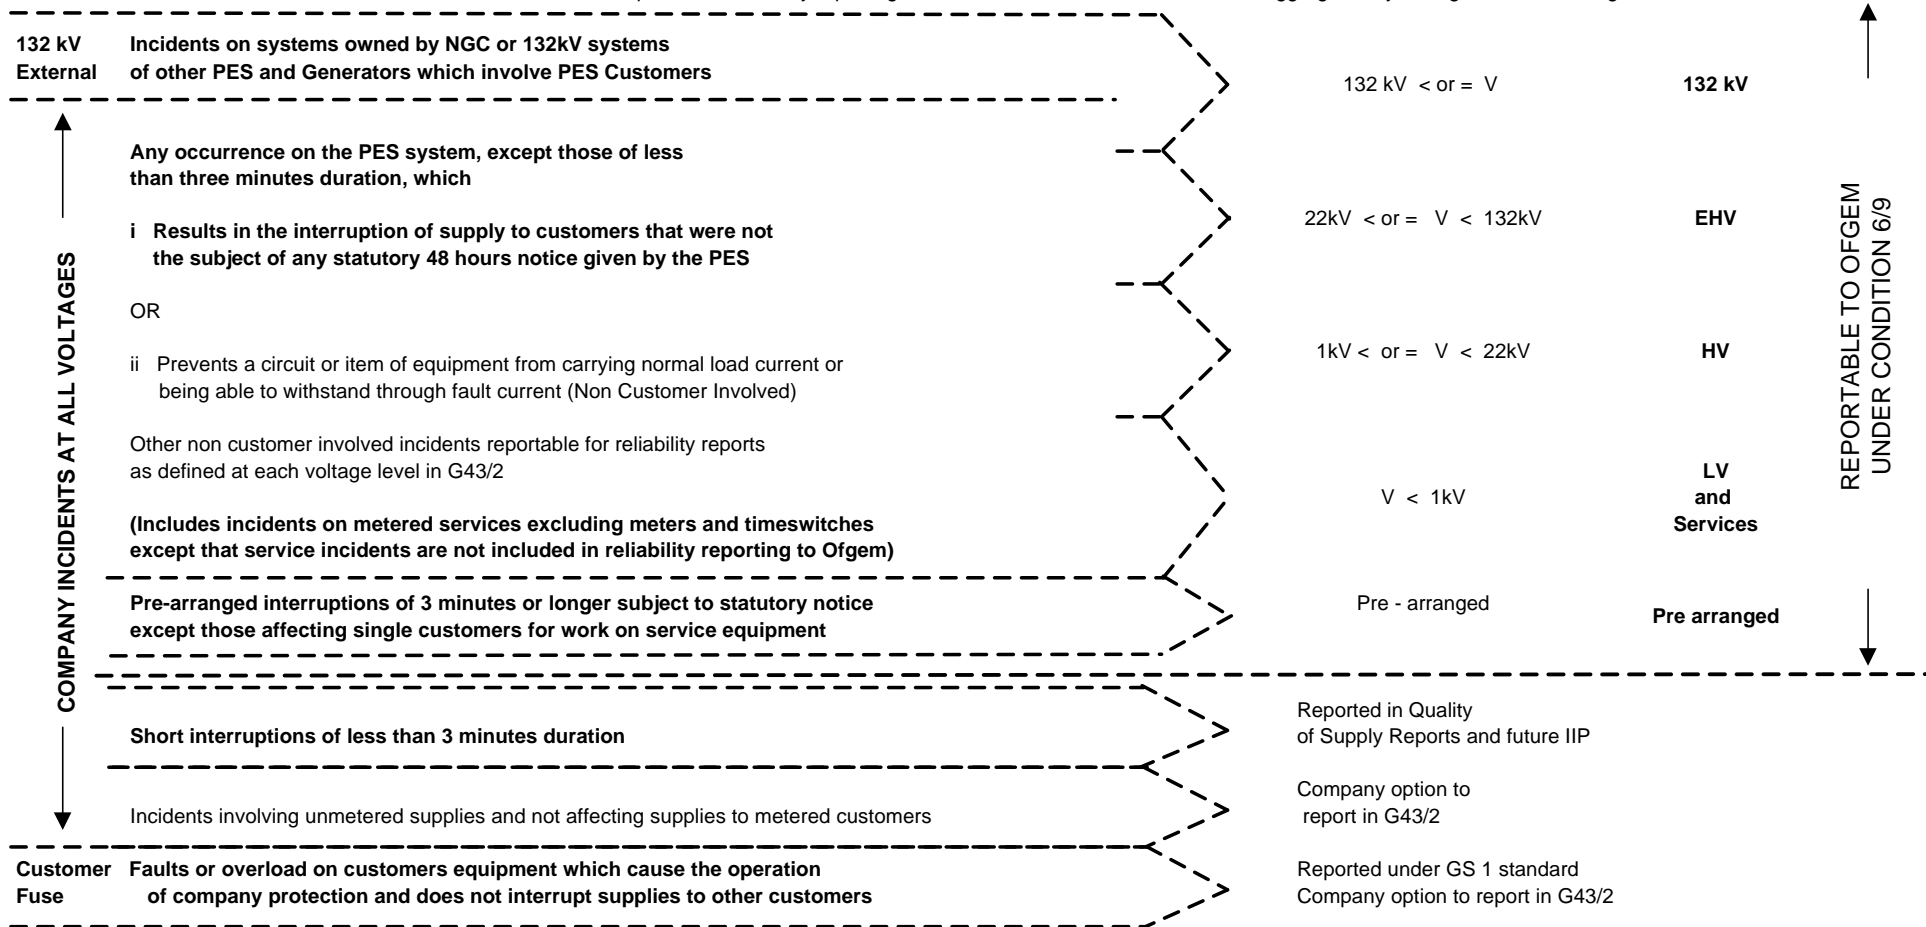 132 kV
External
Incidents on systems owned by NGC or 132kV systems
of other PES and Generators which involve PES Customers
132 kV < or = V
132 kV
COMPANY INCIDENTS AT ALL VOLTAGES
Any occurrence on the PES system, except those of less
than three minutes duration, which
i Results in the interruption of supply to customers that were not
the subject of any statutory 48 hours notice given by the PES
22kV < or = V < 132kV
EHV
REPORTABLE TO OFGEM
UNDER CONDITION 6/9
OR
ii Prevents a circuit or item of equipment from carrying normal load current or
being able to withstand through fault current (Non Customer Involved)
1kV < or = V < 22kV
HV
Other non customer involved incidents reportable for reliability reports
as defined at each voltage level in G43/2
(Includes incidents on metered services excluding meters and timeswitches
except that service incidents are not included in reliability reporting to Ofgem)
V < 1kV
LV
and
Services
Pre-arranged interruptions of 3 minutes or longer subject to statutory notice
except those affecting single customers for work on service equipment
Pre - arranged
Pre arranged
Short interruptions of less than 3 minutes duration
Reported in Quality
of Supply Reports and future IIP
Incidents involving unmetered supplies and not affecting supplies to metered customers
Company option to
report in G43/2
Customer
Fuse
Faults or overload on customers equipment which cause the operation
of company protection and does not interrupt supplies to other customers
Reported under GS 1 standard
Company option to report in G43/2